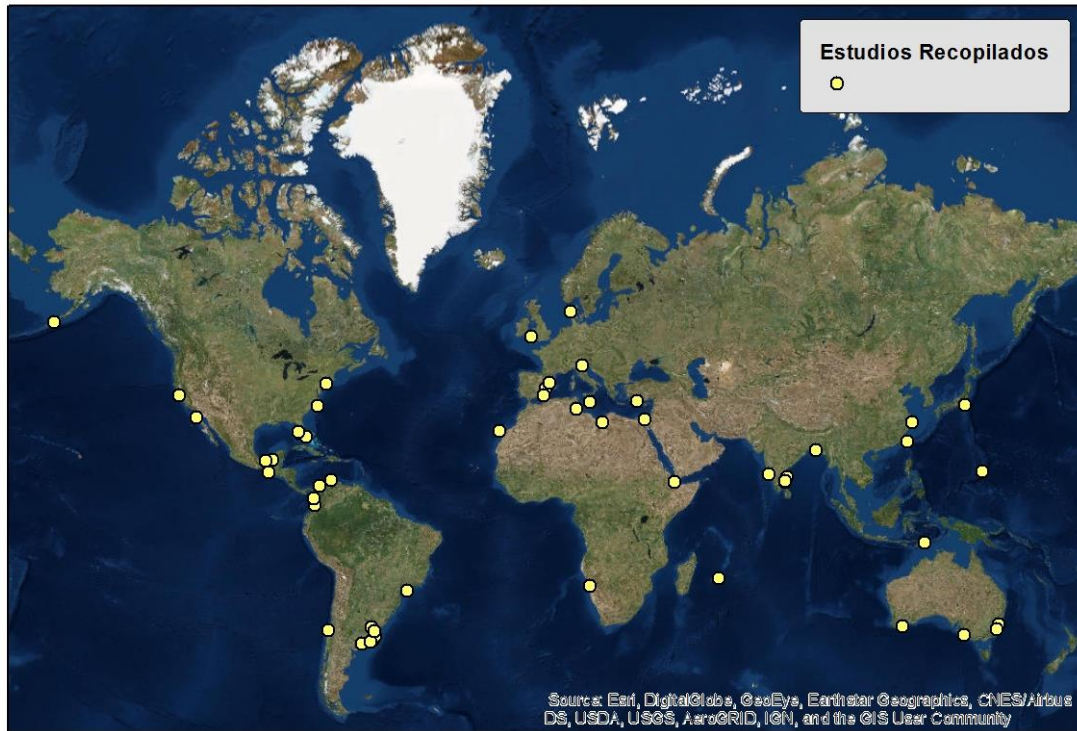 Estudios Recopilados
Source: Esri, DigitalGlobe, GeoEye, Earthstar Geographics, CNES/Airbus
DS, USDA, USGS, AeroGRID, IGN, and the GIS User Community